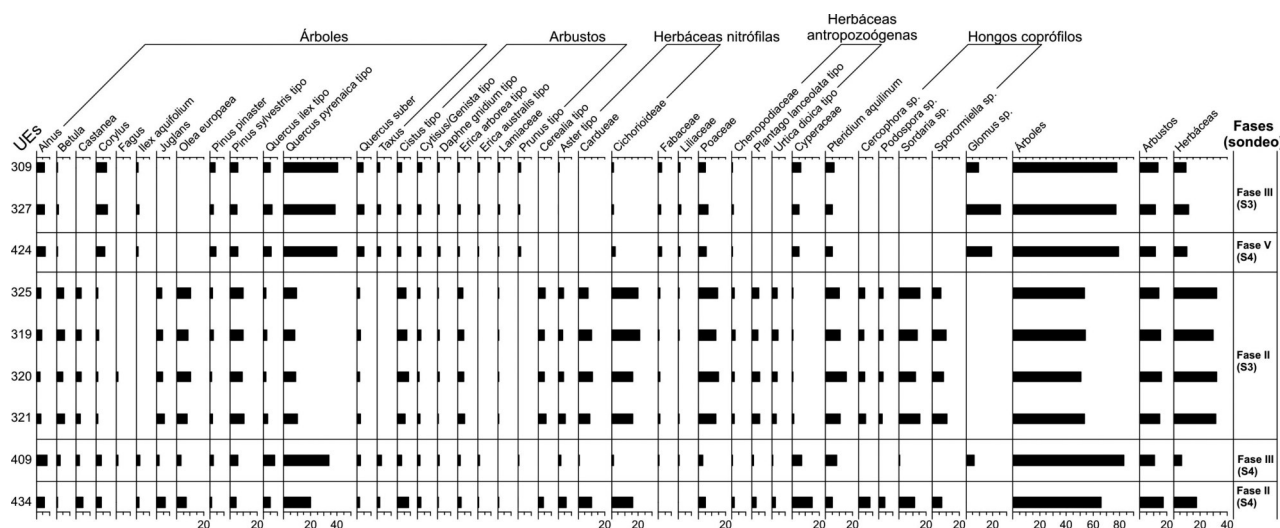 Árboles
Arbustos
Herbáceas nitrófilas
Herbáceas
antropozoógenas
Hongos coprófilos
UEs
Alnus
Betula
Castanea
Corylus
Fagus
Ilex aquifolium
Juglans
Olea europaea
Pinus pinaster
Pinus sylvestris tipo
Quercus ilex tipo
Quercus pyrenaica tipo
Quercus suber
Taxus
Cistus tipo
Cytisus/Genista tipo
Daphne gnidium tipo
Erica arborea tipo
Erica australis tipo
Lamiaceae
Prunus tipo
Cerealia tipo
Aster tipo
Cardueae
Cichorioideae
Fabaceae
Liliaceae
Poaceae
Chenopodiaceae
Plantago lanceolata tipo
Urtica dioica tipo
Cyperaceae
Pteridium aquilinum
Cercophora sp.
Podospora sp.
Sordaria sp.
Sporormiella sp.
Glomus sp.
Árboles
Arbustos
Herbáceas
Fases
(sondeo)
309
327
424
325
319
320
321
409
434
Fase III
(S3)
Fase V
(S4)
Fase II
(S3)
Fase III
(S4)
Fase II
(S4)
20 20 40 20 20 20 20 20 20 20 20 40 60 80 20 20 40